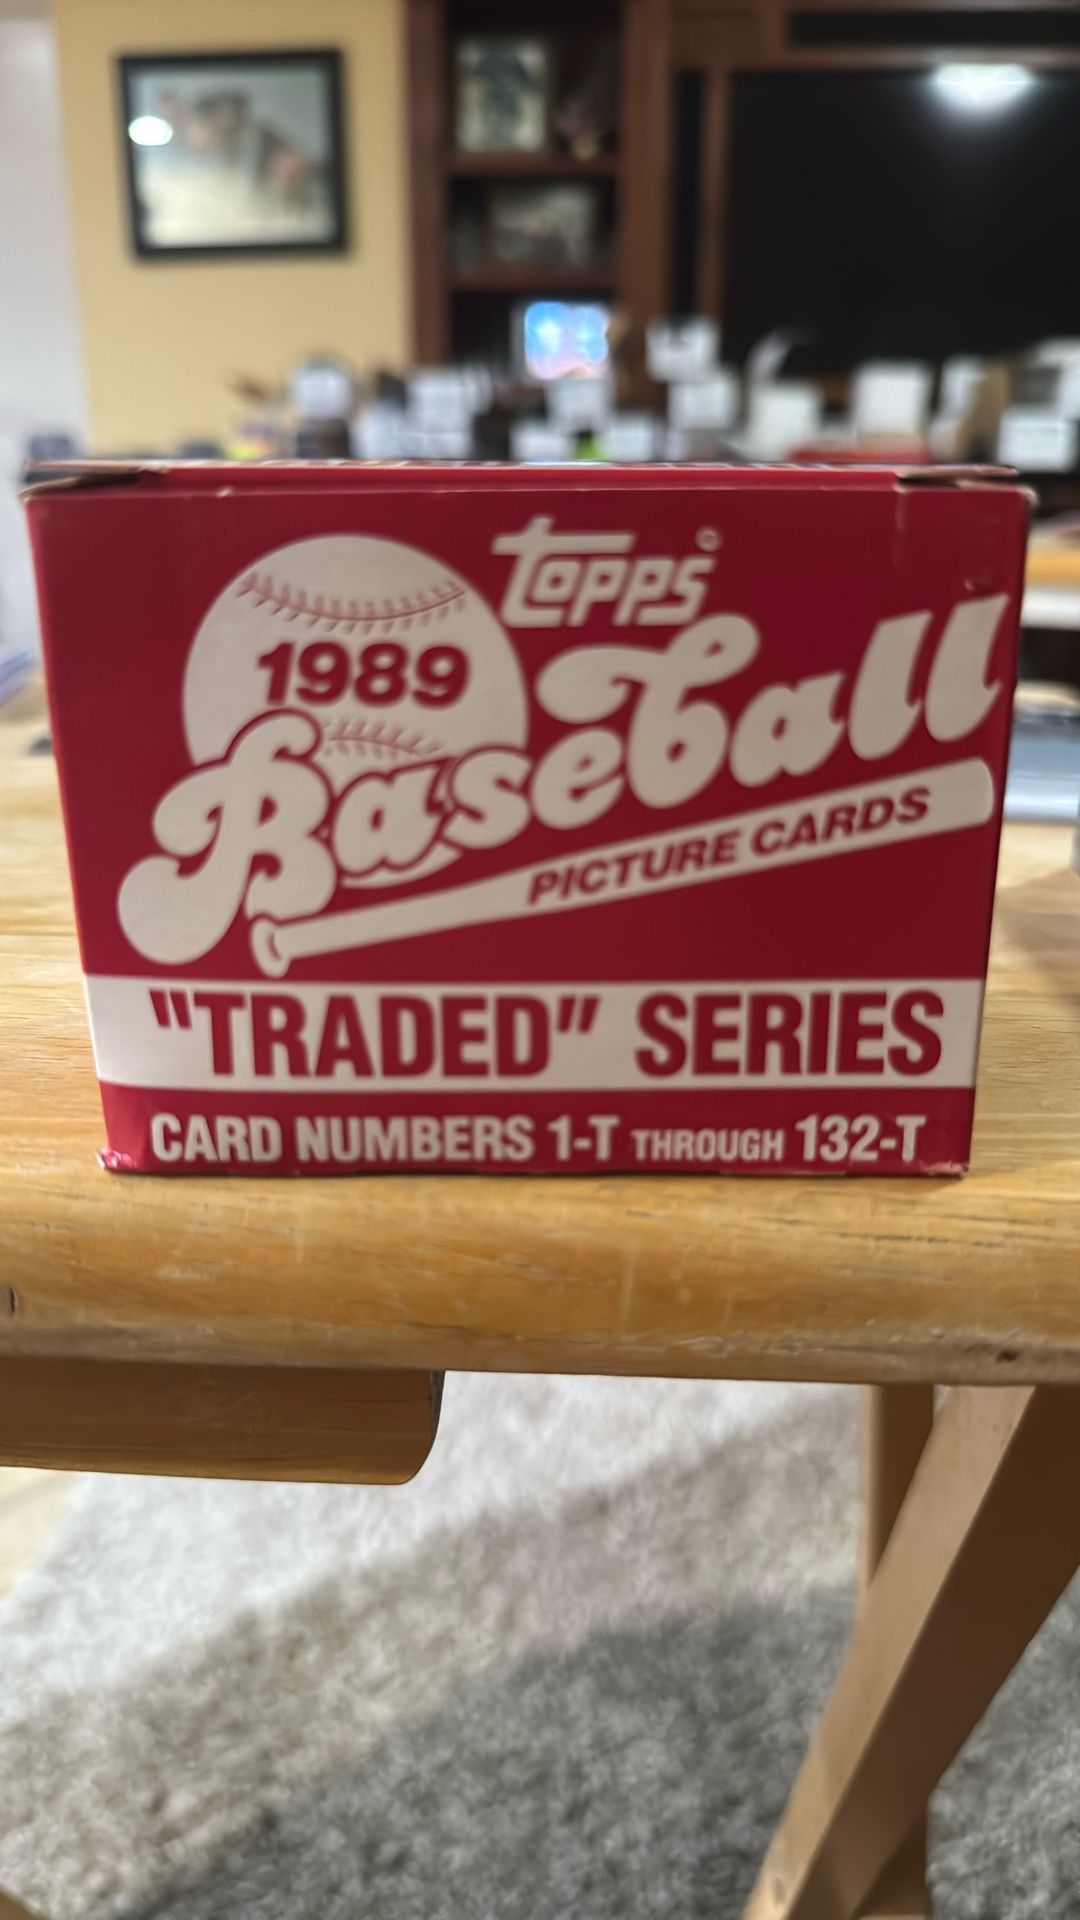 topps
1989
Baseball
PICTURE CARDS
"TRADED" SERIES
CARD NUMBERS 1-T THROUGH 132-T